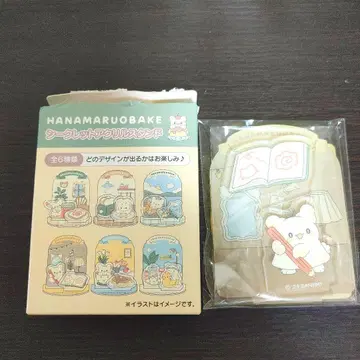 HANAMARUOBAKE
シークレットアクリルスタンド
全6種類
どのデザインが出るかはお楽しみ♪
※イラストはイメージです。